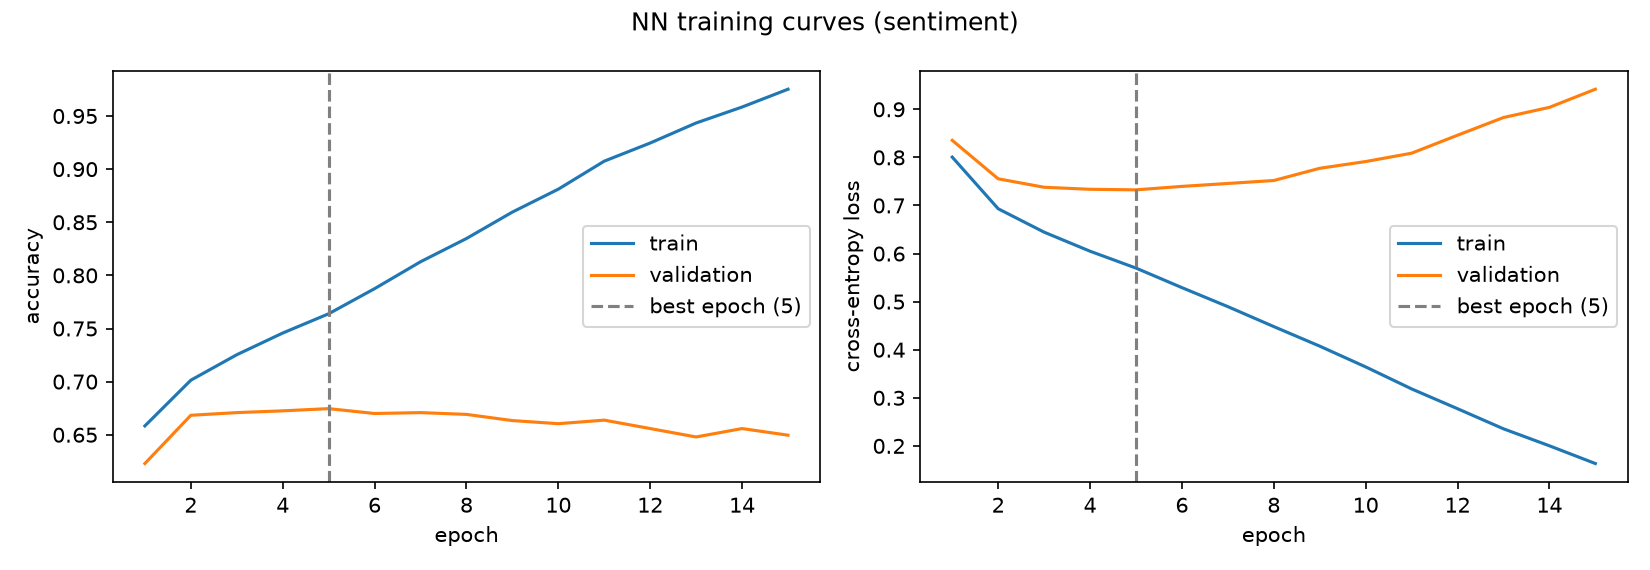 NN training curves (sentiment)
accuracy
0.95
0.90
0.85
0.80
0.75
0.70
0.65
train
validation
best epoch (5)
2 4 6 8 10 12 14
epoch
cross-entropy loss
0.9
0.8
0.7
0.6
0.5
0.4
0.3
0.2
train
validation
best epoch (5)
2 4 6 8 10 12 14
epoch